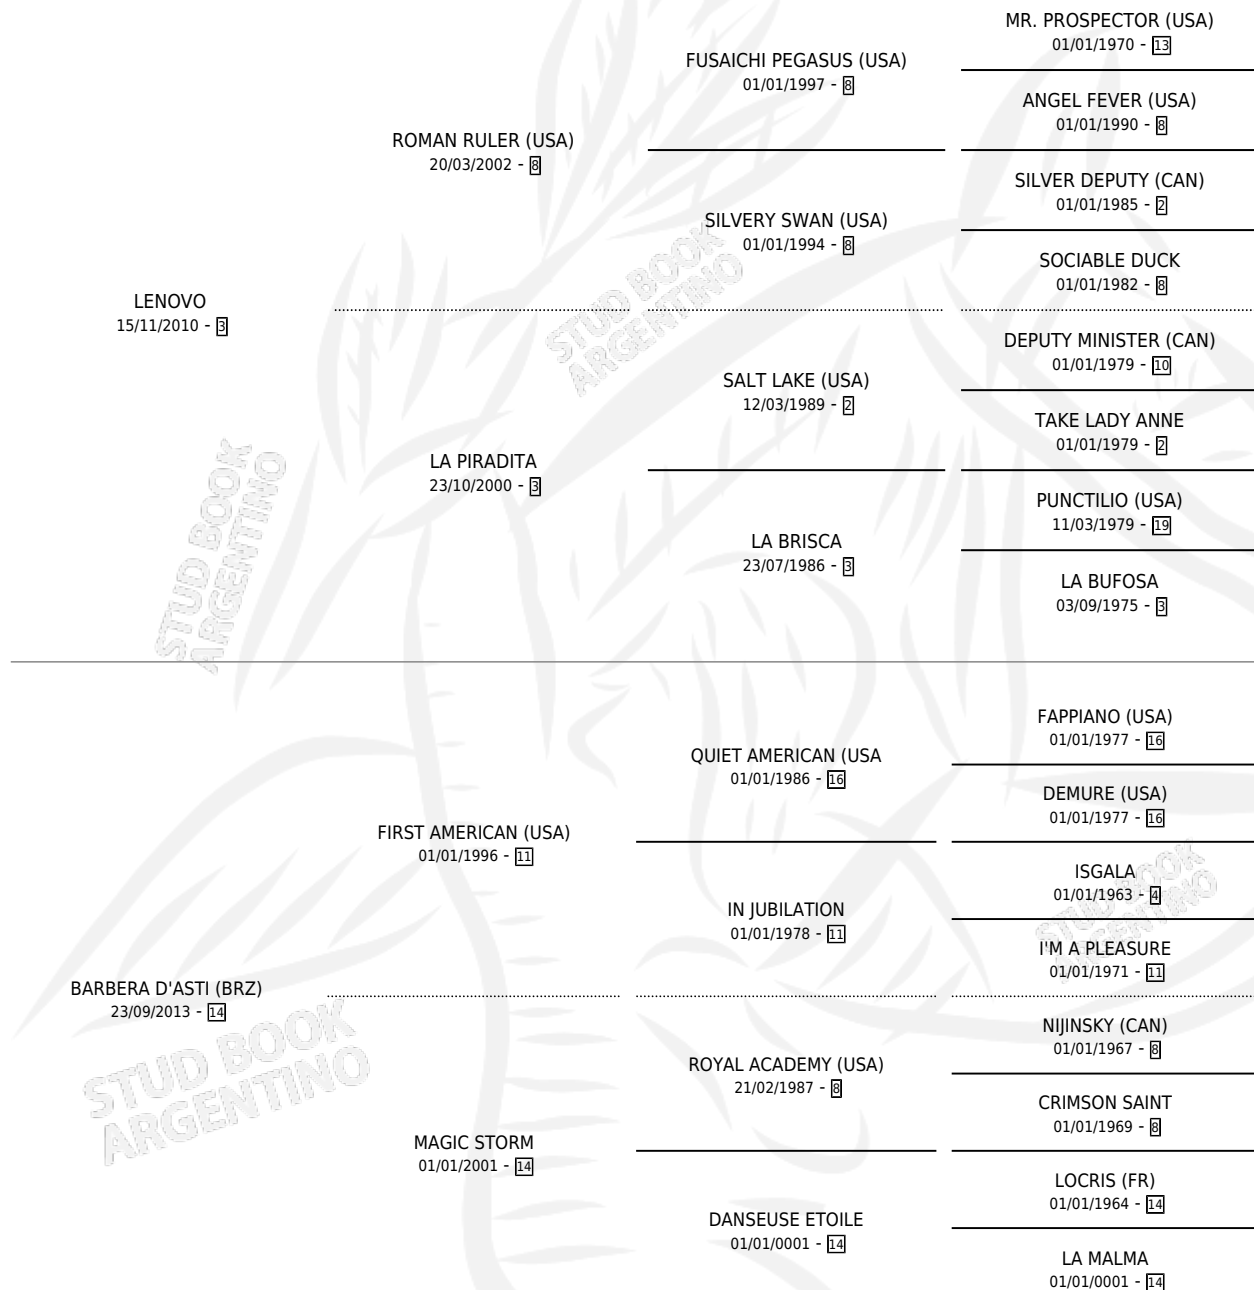 MR. PROSPECTOR (USA)
01/01/1970 - 13
FUSAICHI PEGASUS (USA)
01/01/1997 - 8
ANGEL FEVER (USA)
01/01/1990 - 8
ROMAN RULER (USA)
20/03/2002 - 8
SILVER DEPUTY (CAN)
01/01/1985 - 2
SILVERY SWAN (USA)
01/01/1994 - 8
SOCIABLE DUCK
01/01/1982 - 8
LENOVO
15/11/2010 - 3
DEPUTY MINISTER (CAN)
01/01/1979 - 10
SALT LAKE (USA)
12/03/1989 - 2
TAKE LADY ANNE
01/01/1979 - 2
LA PIRADITA
23/10/2000 - 3
PUNCTILIO (USA)
11/03/1979 - 19
LA BRISCA
23/07/1986 - 3
LA BUFOSA
03/09/1975 - 3
STUD BOOK
ARGENTINO
STUD BOOK
ARGENTINO
FAPPIANO (USA)
01/01/1977 - 16
QUIET AMERICAN (USA
01/01/1986 - 16
DEMURE (USA)
01/01/1977 - 16
FIRST AMERICAN (USA)
01/01/1996 - 11
ISGALA
01/01/1963 - 4
IN JUBILATION
01/01/1978 - 11
I'M A PLEASURE
01/01/1971 - 11
BARBERA D'ASTI (BRZ)
23/09/2013 - 14
NIJINSKY (CAN)
01/01/1967 - 8
ROYAL ACADEMY (USA)
21/02/1987 - 8
CRIMSON SAINT
01/01/1969 - 8
MAGIC STORM
01/01/2001 - 14
LOCRIS (FR)
01/01/1964 - 14
DANSEUSE ETOILE
01/01/0001 - 14
LA MALMA
01/01/0001 - 14
STUD BOOK
ARGENTINO
STUD BOOK
ARGENTINO